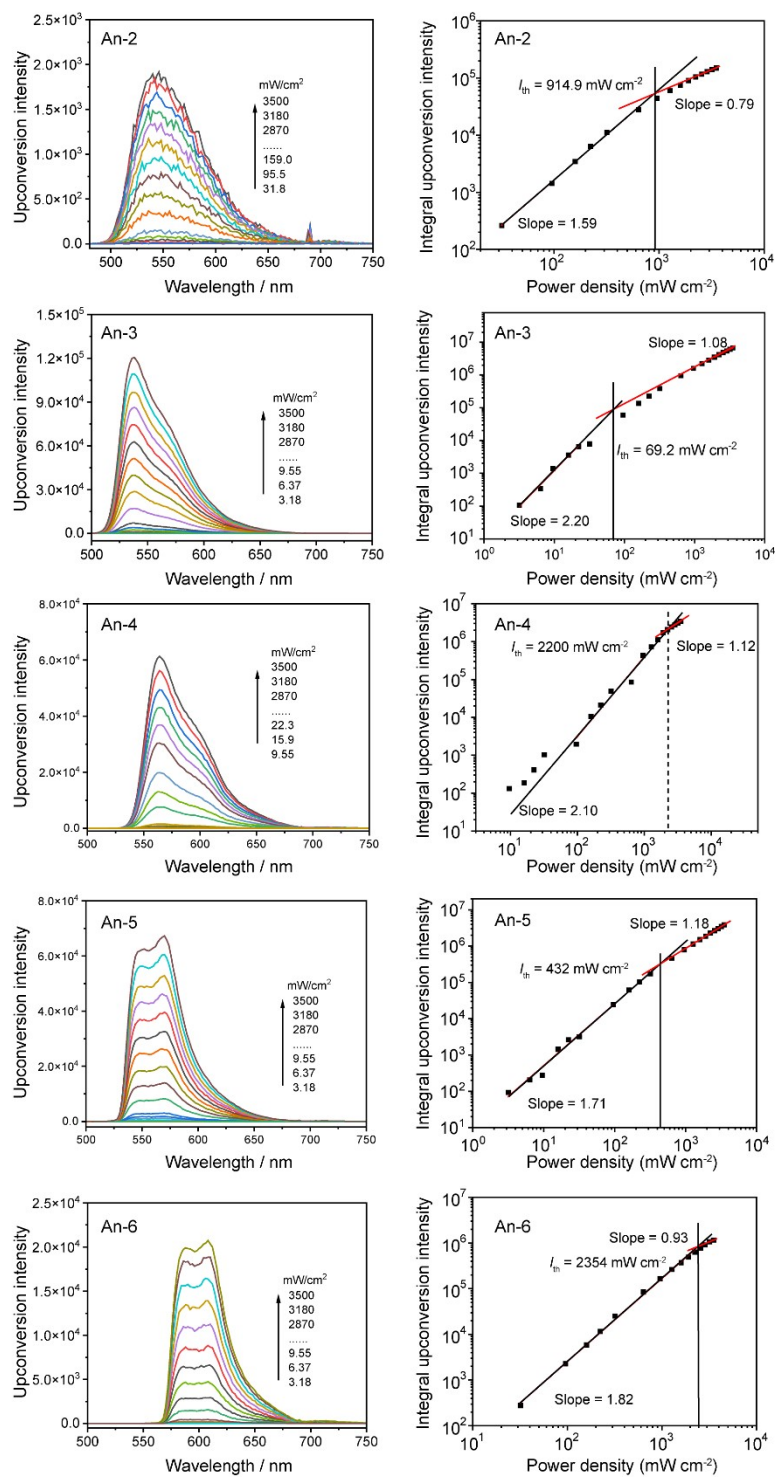 An-2
2.5×10³
2.0×10³
1.5×10³
1.0×10³
5.0×10²
0.0
500 550 600 650 700 750
Upconversion intensity
Wavelength / nm
mW/cm²
3500
3180
2870
......
159.0
95.5
31.8
An-2
10⁶
10⁵
10⁴
10³
10²
10² 10³ 10⁴
Integral upconversion intensity
Power density (mW cm⁻²)
Iₜₕ = 914.9 mW cm⁻²
Slope = 0.79
Slope = 1.59
An-3
1.5×10⁵
1.2×10⁵
9.0×10⁴
6.0×10⁴
3.0×10⁴
0.0
500 550 600 650 700 750
Upconversion intensity
Wavelength / nm
mW/cm²
3500
3180
2870
......
9.55
6.37
3.18
An-3
10⁷
10⁶
10⁵
10⁴
10³
10²
10¹
10⁰ 10¹ 10² 10³ 10⁴
Integral upconversion intensity
Power density (mW cm⁻²)
Slope = 1.08
Iₜₕ = 69.2 mW cm⁻²
Slope = 2.20
An-4
8.0×10⁴
6.0×10⁴
4.0×10⁴
2.0×10⁴
0.0
500 550 600 650 700 750
Upconversion intensity
Wavelength / nm
mW/cm²
3500
3180
2870
......
22.3
15.9
9.55
An-4
10⁷
10⁶
10⁵
10⁴
10³
10²
10¹
10¹ 10² 10³ 10⁴
Integral upconversion intensity
Power density (mW cm⁻²)
Iₜₕ = 2200 mW cm⁻²
Slope = 1.12
Slope = 2.10
An-5
8.0×10⁴
6.0×10⁴
4.0×10⁴
2.0×10⁴
0.0
500 550 600 650 700 750
Upconversion intensity
Wavelength / nm
mW/cm²
3500
3180
2870
......
9.55
6.37
3.18
An-5
10⁷
10⁶
10⁵
10⁴
10³
10²
10¹
10⁰ 10¹ 10² 10³ 10⁴
Integral upconversion intensity
Power density (mW cm⁻²)
Slope = 1.18
Iₜₕ = 432 mW cm⁻²
Slope = 1.71
An-6
2.5×10⁴
2.0×10⁴
1.5×10⁴
1.0×10⁴
5.0×10³
0.0
500 550 600 650 700 750
Upconversion intensity
Wavelength / nm
mW/cm²
3500
3180
2870
......
9.55
6.37
3.18
An-6
10⁷
10⁶
10⁵
10⁴
10³
10²
10¹ 10² 10³ 10⁴
Integral upconversion intensity
Power density (mW cm⁻²)
Slope = 0.93
Iₜₕ = 2354 mW cm⁻²
Slope = 1.82